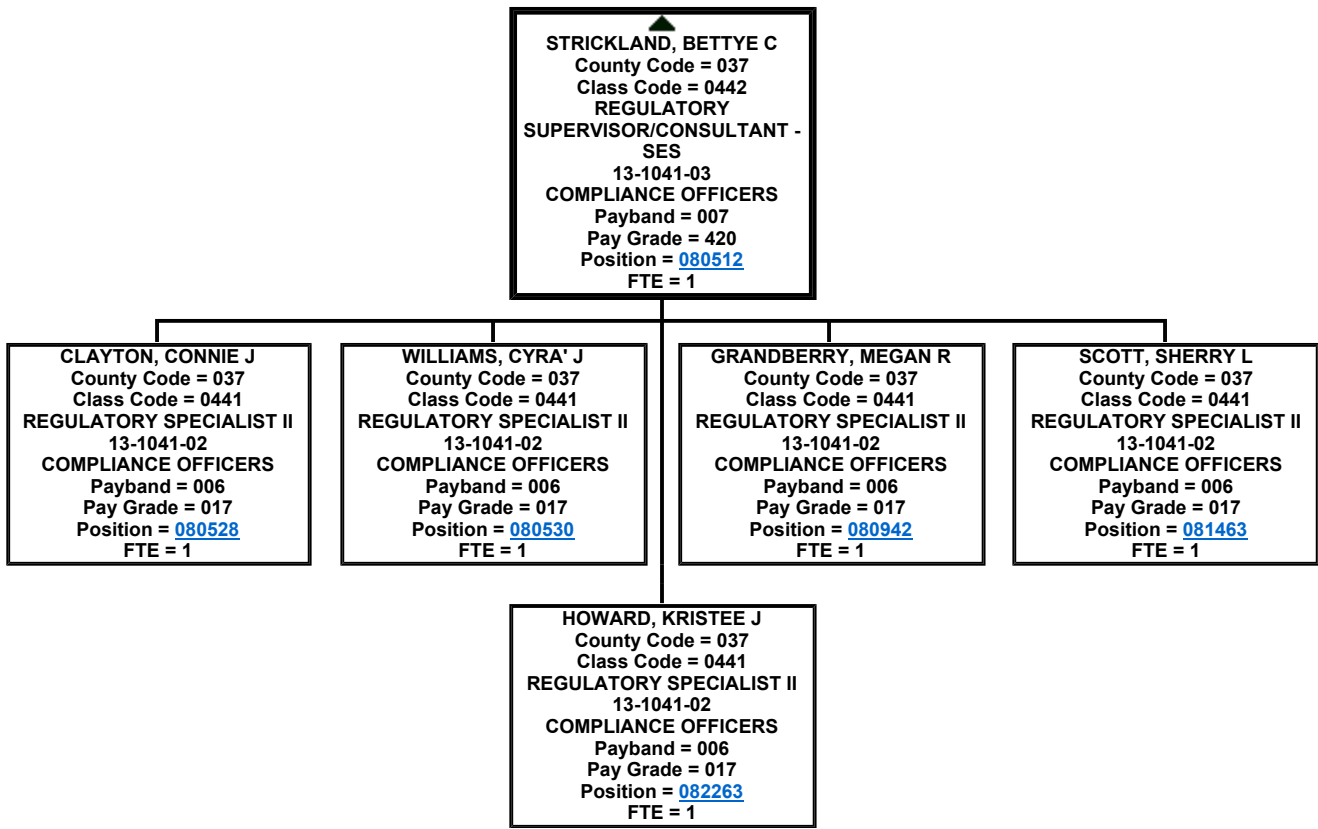 STRICKLAND, BETTYE C
County Code = 037
Class Code = 0442
REGULATORY
SUPERVISOR/CONSULTANT -
SES
13-1041-03
COMPLIANCE OFFICERS
Payband = 007
Pay Grade = 420
Position = 080512
FTE = 1
CLAYTON, CONNIE J
County Code = 037
Class Code = 0441
REGULATORY SPECIALIST II
13-1041-02
COMPLIANCE OFFICERS
Payband = 006
Pay Grade = 017
Position = 080528
FTE = 1
WILLIAMS, CYRA' J
County Code = 037
Class Code = 0441
REGULATORY SPECIALIST II
13-1041-02
COMPLIANCE OFFICERS
Payband = 006
Pay Grade = 017
Position = 080530
FTE = 1
GRANDBERRY, MEGAN R
County Code = 037
Class Code = 0441
REGULATORY SPECIALIST II
13-1041-02
COMPLIANCE OFFICERS
Payband = 006
Pay Grade = 017
Position = 080942
FTE = 1
SCOTT, SHERRY L
County Code = 037
Class Code = 0441
REGULATORY SPECIALIST II
13-1041-02
COMPLIANCE OFFICERS
Payband = 006
Pay Grade = 017
Position = 081463
FTE = 1
HOWARD, KRISTEE J
County Code = 037
Class Code = 0441
REGULATORY SPECIALIST II
13-1041-02
COMPLIANCE OFFICERS
Payband = 006
Pay Grade = 017
Position = 082263
FTE = 1